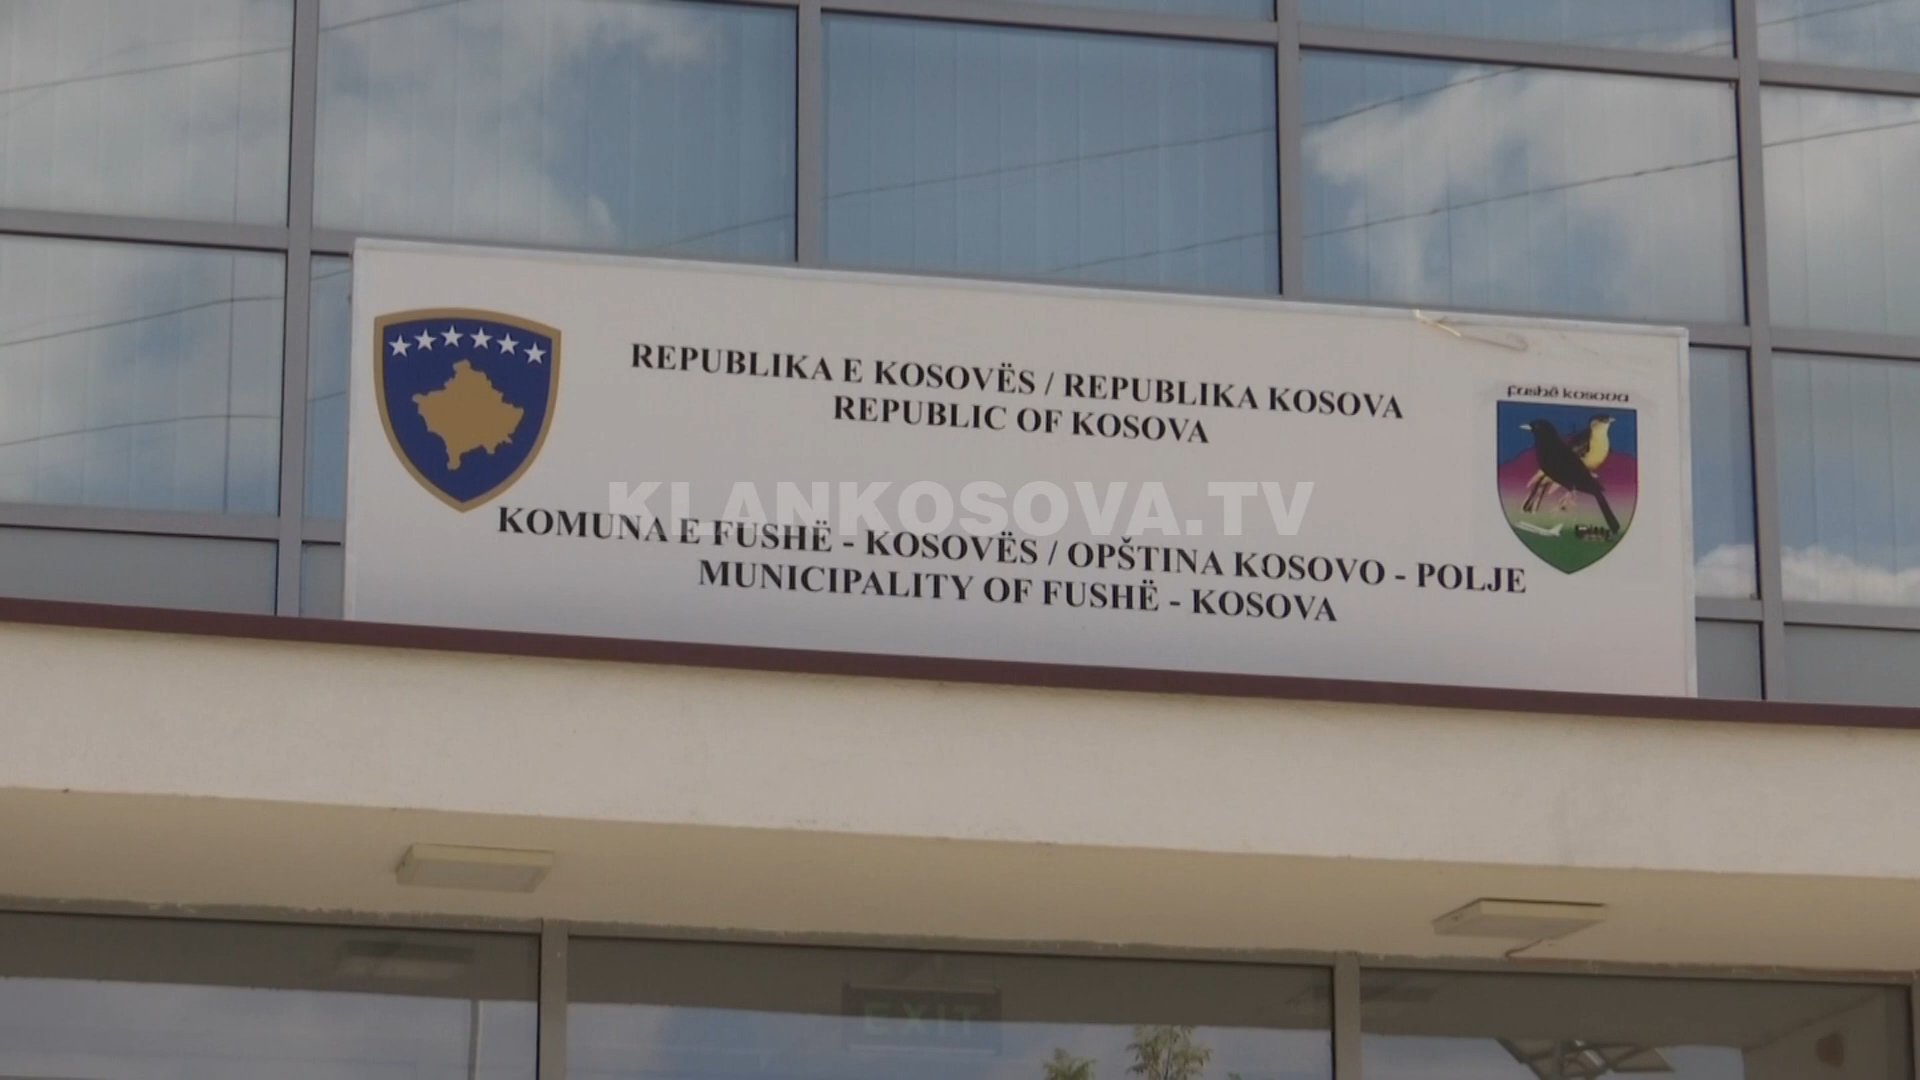 REPUBLIKA E KOSOVËS / REPUBLIKA KOSOVA
REPUBLIC OF KOSOVA
fushë kosova
KLANKOSOVA.TV
KOMUNA E FUSHË - KOSOVËS / OPŠTINA KOSOVO - POLJE
MUNICIPALITY OF FUSHË - KOSOVA
EXIT